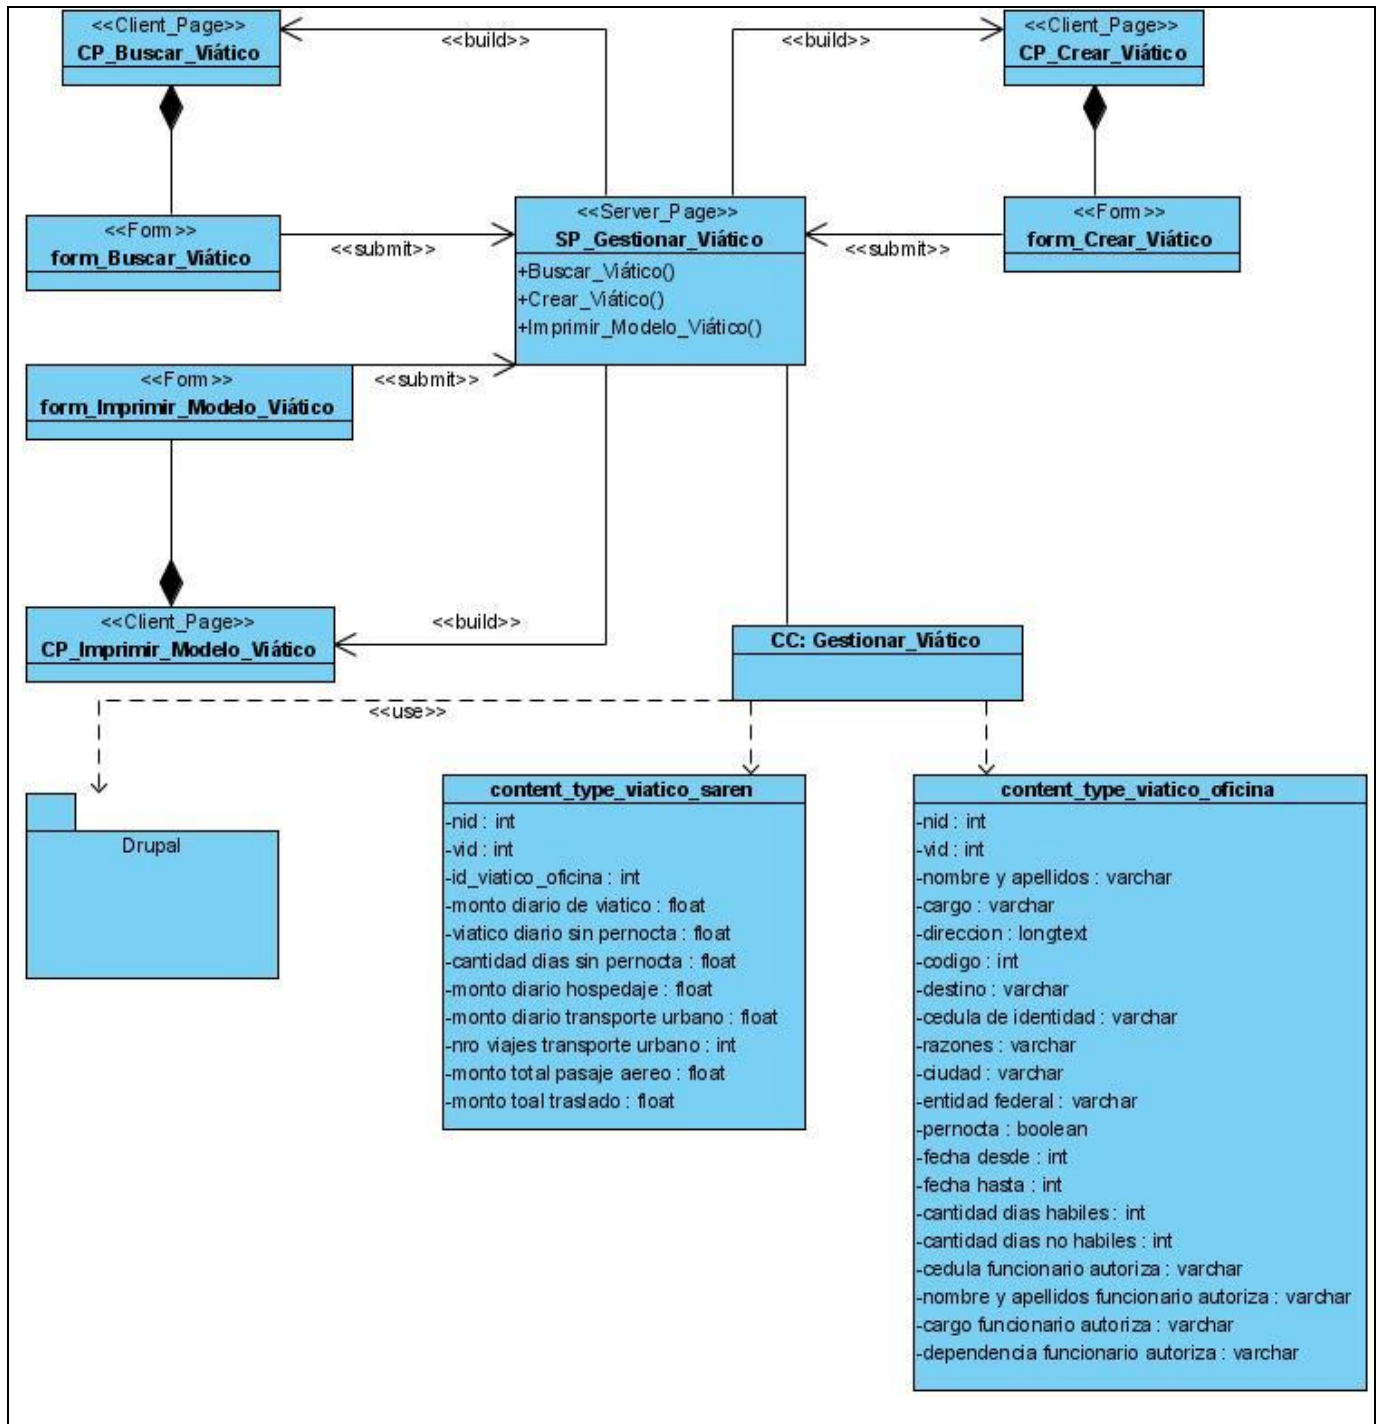 <<Client_Page>>
CP_Buscar_Viático
<<build>>
<<build>>
<<Client_Page>>
CP_Crear_Viático
<<Form>>
form_Buscar_Viático
<<submit>>
<<Server_Page>>
SP_Gestionar_Viático
+Buscar_Viático()
+Crear_Viático()
+Imprimir_Modelo_Viático()
<<submit>>
<<Form>>
form_Crear_Viático
<<Form>>
form_Imprimir_Modelo_Viático
<<submit>>
<<Client_Page>>
CP_Imprimir_Modelo_Viático
<<build>>
CC: Gestionar_Viático
<<use>>
Drupal
content_type_viatico_saren
-nid : int
-vid : int
-id_viatico_oficina : int
-monto diario de viatico : float
-viatico diario sin pernocta : float
-cantidad dias sin pernocta : float
-monto diario hospedaje : float
-monto diario transporte urbano : float
-nro viajes transporte urbano : int
-monto total pasaje aereo : float
-monto toal traslado : float
content_type_viatico_oficina
-nid : int
-vid : int
-nombre y apellidos : varchar
-cargo : varchar
-direccion : longtext
-codigo : int
-destino : varchar
-cedula de identidad : varchar
-razones : varchar
-ciudad : varchar
-entidad federal : varchar
-pernocta : boolean
-fecha desde : int
-fecha hasta : int
-cantidad dias habiles : int
-cantidad dias no habiles : int
-cedula funcionario autoriza : varchar
-nombre y apellidos funcionario autoriza : varchar
-cargo funcionario autoriza : varchar
-dependencia funcionario autoriza : varchar